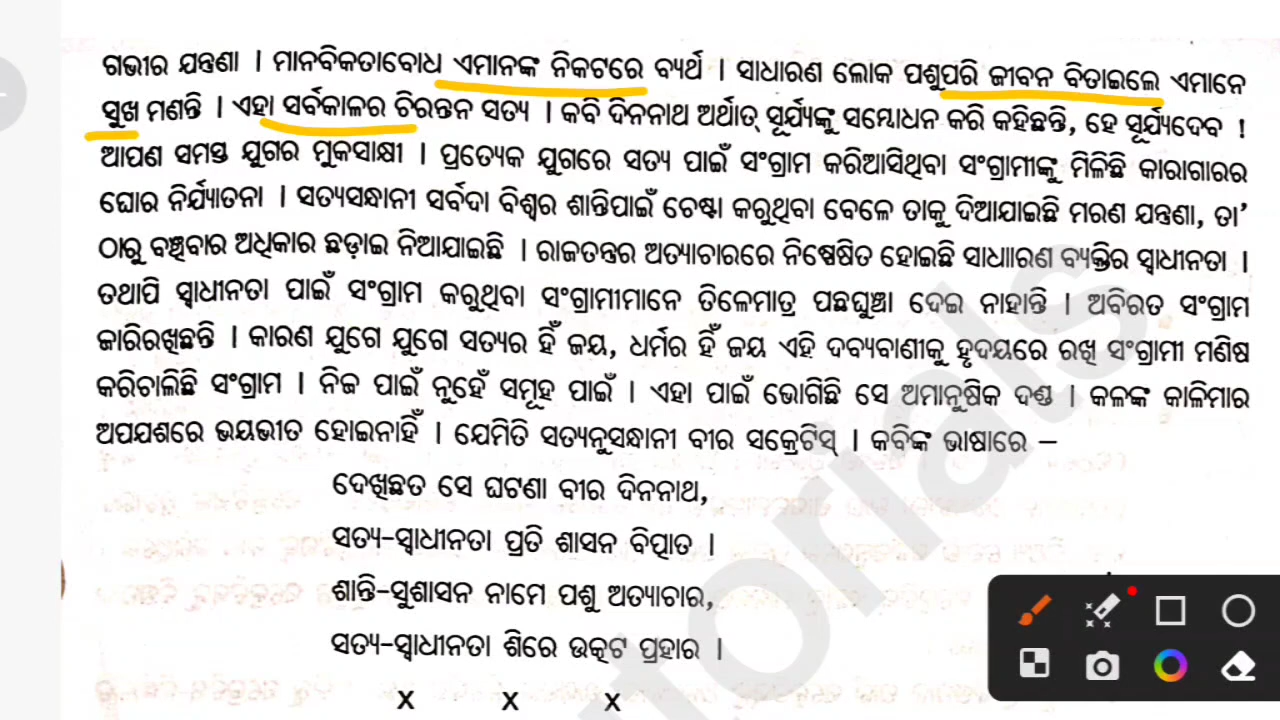 ଗଭୀର ଯନ୍ତ୍ରଣା । ମାନବିକତାବୋଧ ଏମାନଙ୍କ ନିକଟରେ ବ୍ୟର୍ଥ । ସାଧାରଣ ଲୋକ ପଶୁପରି ଜୀବନ ବିତାଇଲେ ଏମାନେ
ସୁଖ ମଣନ୍ତି । ଏହା ସର୍ବକାଳର ଚିରନ୍ତନ ସତ୍ୟ । କବି ଦିନନାଥ ଅର୍ଥାତ୍ ସୂର୍ଯ୍ୟଙ୍କୁ ସମ୍ଭୋଧନ କରି କହିଛନ୍ତି, ହେ ସୂର୍ଯ୍ୟଦେବ !
ଆପଣ ସମସ୍ତ ଯୁଗର ମୁକସାକ୍ଷୀ । ପ୍ରତ୍ୟେକ ଯୁଗରେ ସତ୍ୟ ପାଇଁ ସଂଗ୍ରାମ କରିଆସିଥିବା ସଂଗ୍ରାମୀଙ୍କୁ ମିଳିଛି କାରାଗାରର
ଘୋର ନିର୍ଯ୍ୟାତନା । ସତ୍ୟସନ୍ଧାନୀ ସର୍ବଦା ବିଶ୍ୱର ଶାନ୍ତିପାଇଁ ଚେଷ୍ଟା କରୁଥିବା ବେଳେ ତାକୁ ଦିଆଯାଇଛି ମରଣ ଯନ୍ତ୍ରଣା, ତା’
ଠାରୁ ବଞ୍ଚିବାର ଅଧିକାର ଛଡ଼ାଇ ନିଆଯାଇଛି । ରାଜତନ୍ତ୍ରର ଅତ୍ୟାଚାରରେ ନିଷ୍ପେଷିତ ହୋଇଛି ସାଧାାରଣ ବ୍ୟକ୍ତିର ସ୍ୱାଧୀନତା ।
ତଥାପି ସ୍ୱାଧୀନତା ପାଇଁ ସଂଗ୍ରାମ କରୁଥିବା ସଂଗ୍ରାମୀମାନେ ତିଳେମାତ୍ର ପଛଘୁଞ୍ଚା ଦେଇ ନାହାନ୍ତି । ଅବିରତ ସଂଗ୍ରାମ
ଜାରିରଖିଛନ୍ତି । କାରଣ ଯୁଗେ ଯୁଗେ ସତ୍ୟର ହିଁ ଜୟ, ଧର୍ମର ହିଁ ଜୟ ଏହି ଦବ୍ୟବାଣୀକୁ ହୃଦୟରେ ରଖି ସଂଗ୍ରାମୀ ମଣିଷ
କରିଚାଲିଛି ସଂଗ୍ରାମ । ନିଜ ପାଇଁ ନୁହେଁ ସମୂହ ପାଇଁ । ଏହା ପାଇଁ ଭୋଗିଛି ସେ ଅମାନୁଷିକ ଦଣ୍ଡ । କଳଙ୍କ କାଳିମାର
ଅପଯଶରେ ଭୟଭୀତ ହୋଇନାହିଁ । ଯେମିତି ସତ୍ୟନୁସନ୍ଧାନୀ ବୀର ସକ୍ରେଟିସ୍ । କବିଙ୍କ ଭାଷାରେ –
ଦେଖିଛତ ସେ ଘଟଣା ବୀର ଦିନନାଥ,
ସତ୍ୟ-ସ୍ୱାଧୀନତା ପ୍ରତି ଶାସନ ବିତ୍ପାତ ।
ଶାନ୍ତି-ସୁଶାସନ ନାମେ ପଶୁ ଅତ୍ୟାଚାର,
ସତ୍ୟ-ସ୍ୱାଧୀନତା ଶିରେ ଉତ୍କଟ ପ୍ରହାର ।
x x x